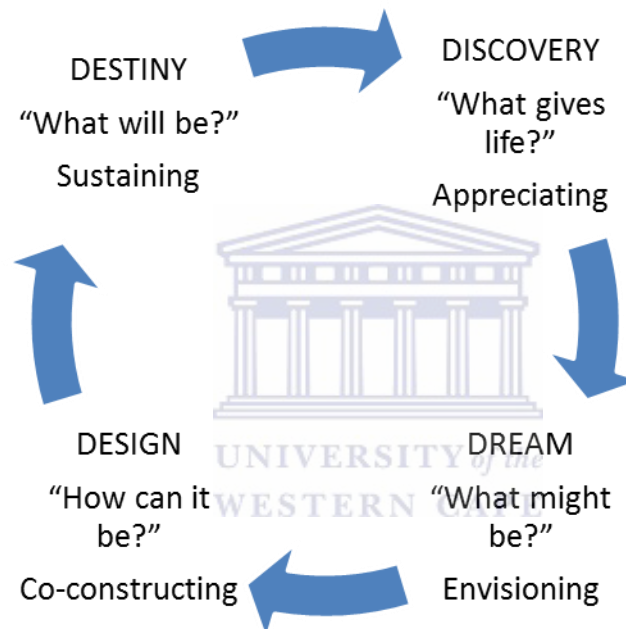 DESTINY
“What will be?”
Sustaining
DISCOVERY
“What gives
life?”
Appreciating
DREAM
“What might
be?”
Envisioning
DESIGN
“How can it
be?”
Co-constructing
UNIVERSITY of the
WESTERN CAPE